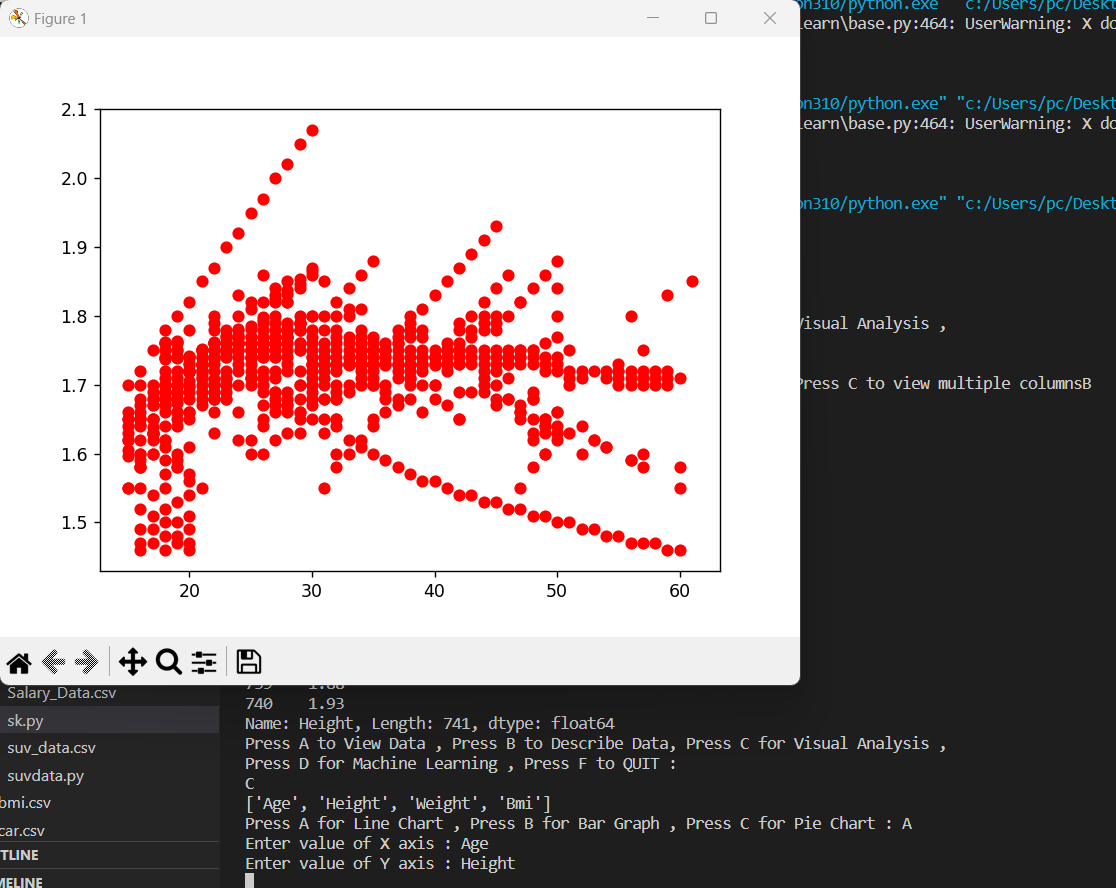 Figure 1
on310/python.exe" "c:/Users/pc/Deskt
learn\base.py:464: UserWarning: X do
on310/python.exe" "c:/Users/pc/Deskt
learn\base.py:464: UserWarning: X do
on310/python.exe" "c:/Users/pc/Deskt
Visual Analysis ,
Press C to view multiple columnsB
2.1
2.0
1.9
1.8
1.7
1.6
1.5
20 30 40 50 60
Salary_Data.csv
sk.py
suv_data.csv
suvdata.py
bmi.csv
car.csv
TLINE
MELINE
740 1.93
Name: Height, Length: 741, dtype: float64
Press A to View Data , Press B to Describe Data, Press C for Visual Analysis ,
Press D for Machine Learning , Press F to QUIT :
C
['Age', 'Height', 'Weight', 'Bmi']
Press A for Line Chart , Press B for Bar Graph , Press C for Pie Chart : A
Enter value of X axis : Age
Enter value of Y axis : Height